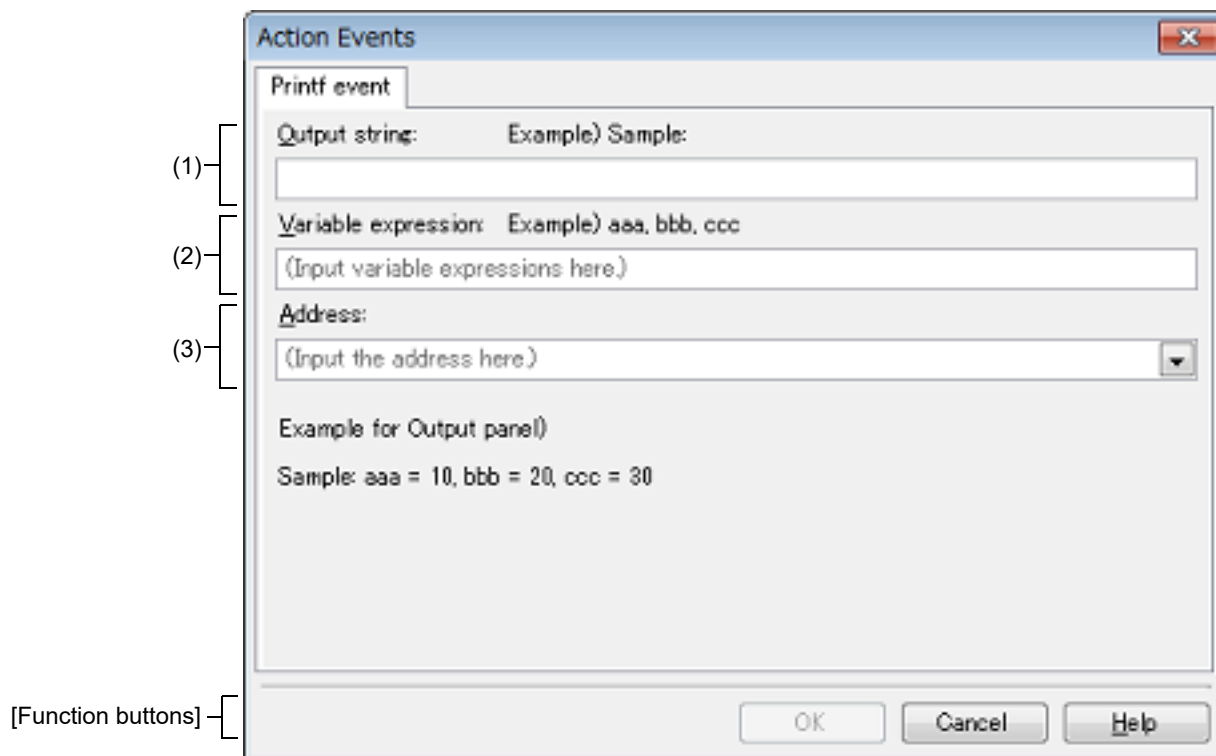 Action Events
Printf event
(1)
Output string: Example) Sample:
(2)
Variable expression: Example) aaa, bbb, ccc
(Input variable expressions here.)
(3)
Address:
(Input the address here.)
Example for Output panel)
Sample: aaa = 10, bbb = 20, ccc = 30
[Function buttons]
OK Cancel Help